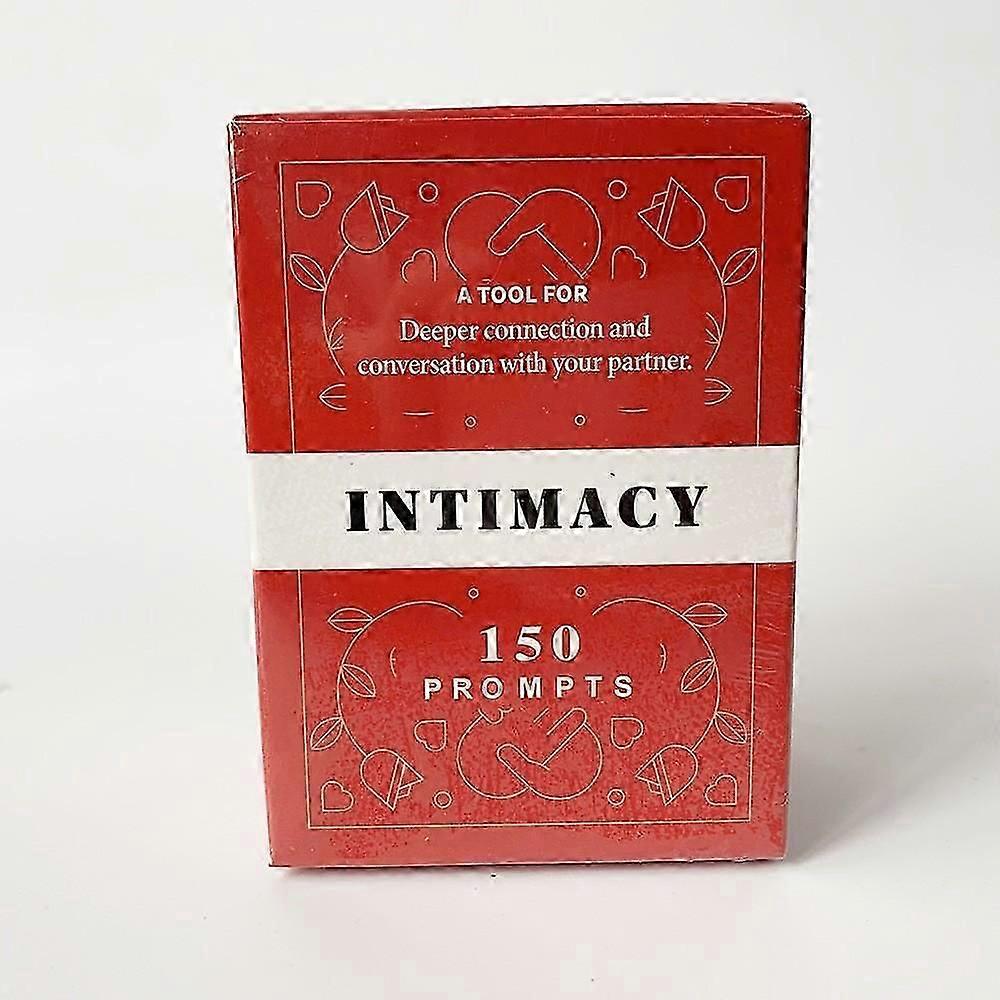 A TOOL FOR
Deeper connection and
conversation with your partner.
INTIMACY
150
PROMPTS